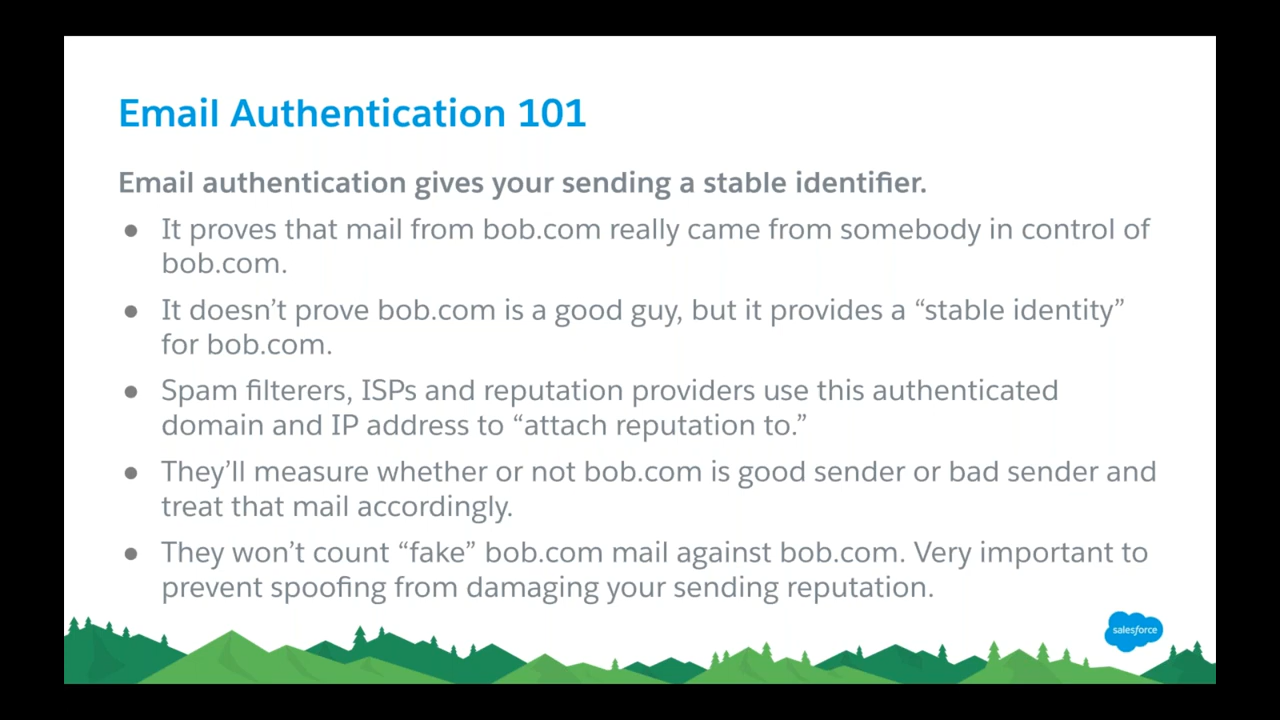 Email Authentication 101
Email authentication gives your sending a stable identifier.
● It proves that mail from bob.com really came from somebody in control of
bob.com.
● It doesn’t prove bob.com is a good guy, but it provides a “stable identity”
for bob.com.
● Spam filterers, ISPs and reputation providers use this authenticated
domain and IP address to “attach reputation to.”
● They’ll measure whether or not bob.com is good sender or bad sender and
treat that mail accordingly.
● They won’t count “fake” bob.com mail against bob.com. Very important to
prevent spoofing from damaging your sending reputation.
salesforce